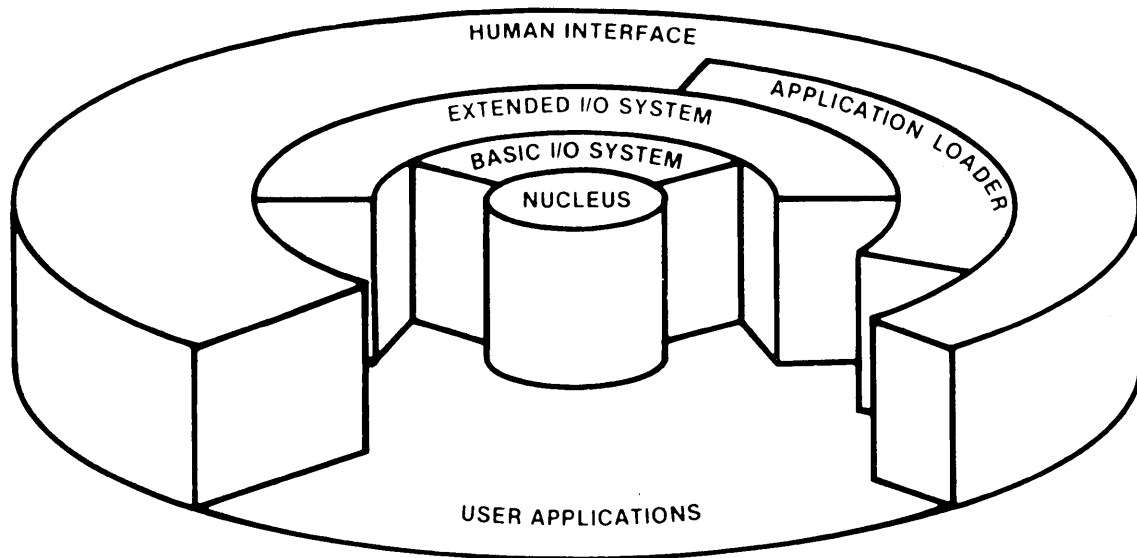 HUMAN INTERFACE
APPLICATION LOADER
EXTENDED I/O SYSTEM
BASIC I/O SYSTEM
NUCLEUS
USER APPLICATIONS